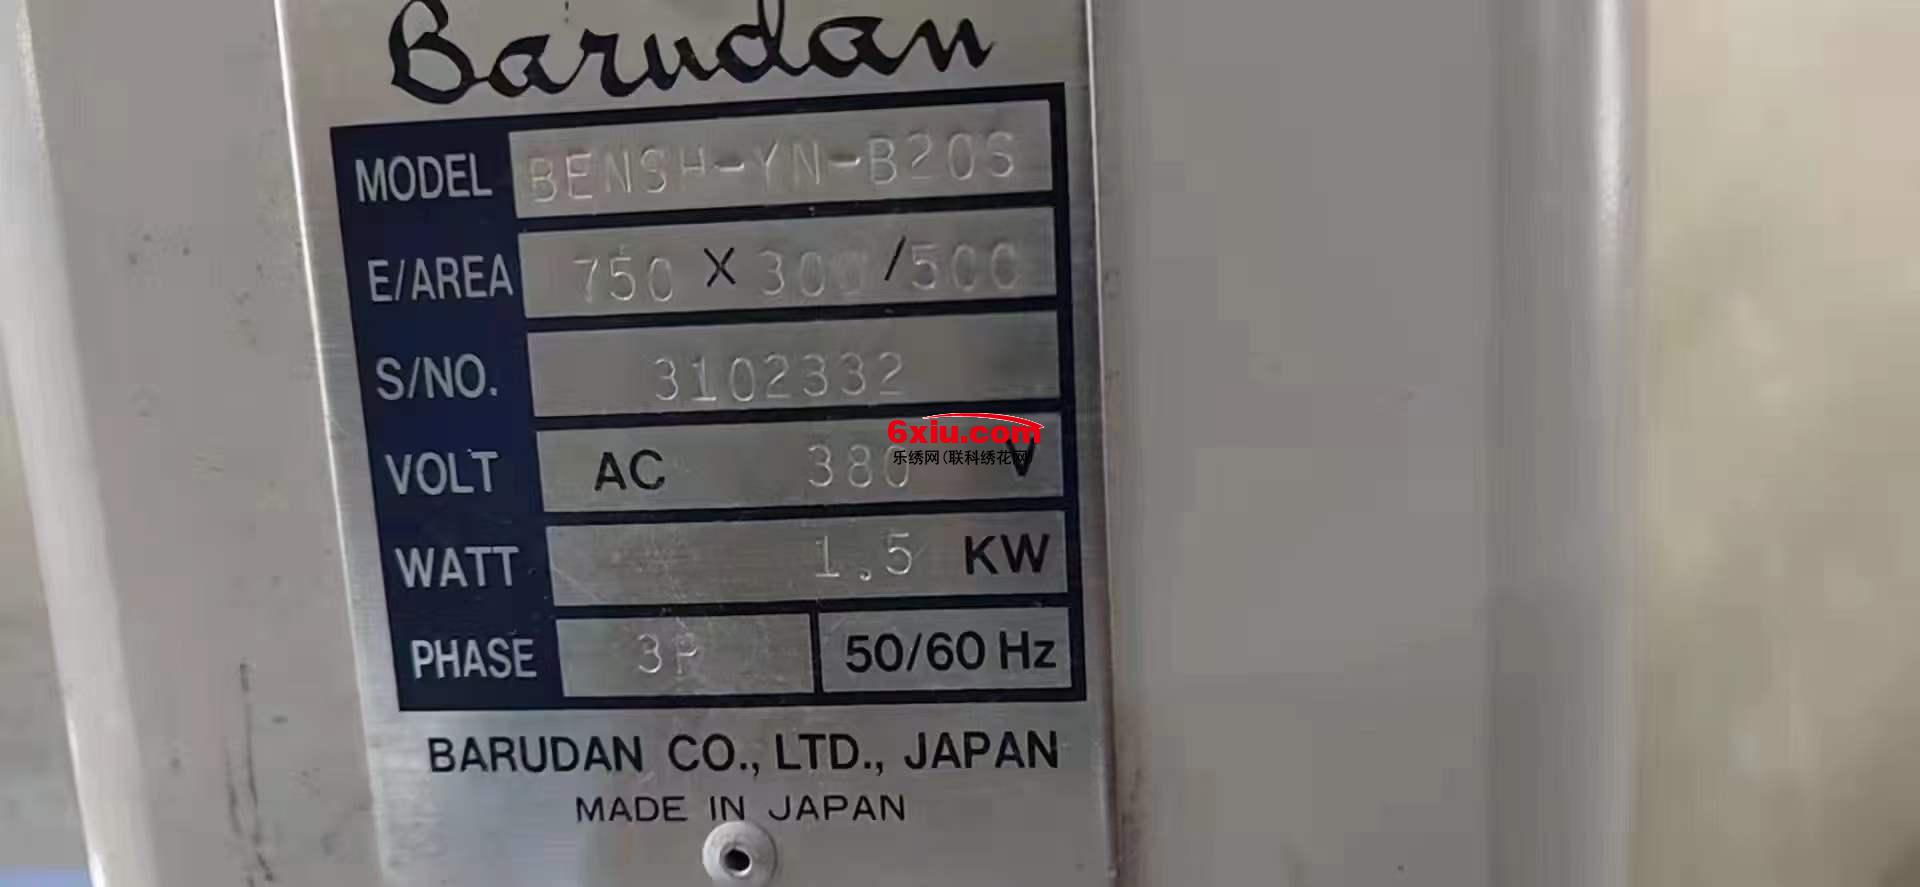 Barudan
MODEL BENSH-YN-B20S
E/AREA 750 X 300 /500
S/NO. 3102332
6xiu.com
乐绣网(联科绣花网)
VOLT AC 380 V
WATT 1.5 KW
PHASE 3P 50/60 Hz
BARUDAN CO., LTD., JAPAN
MADE IN JAPAN